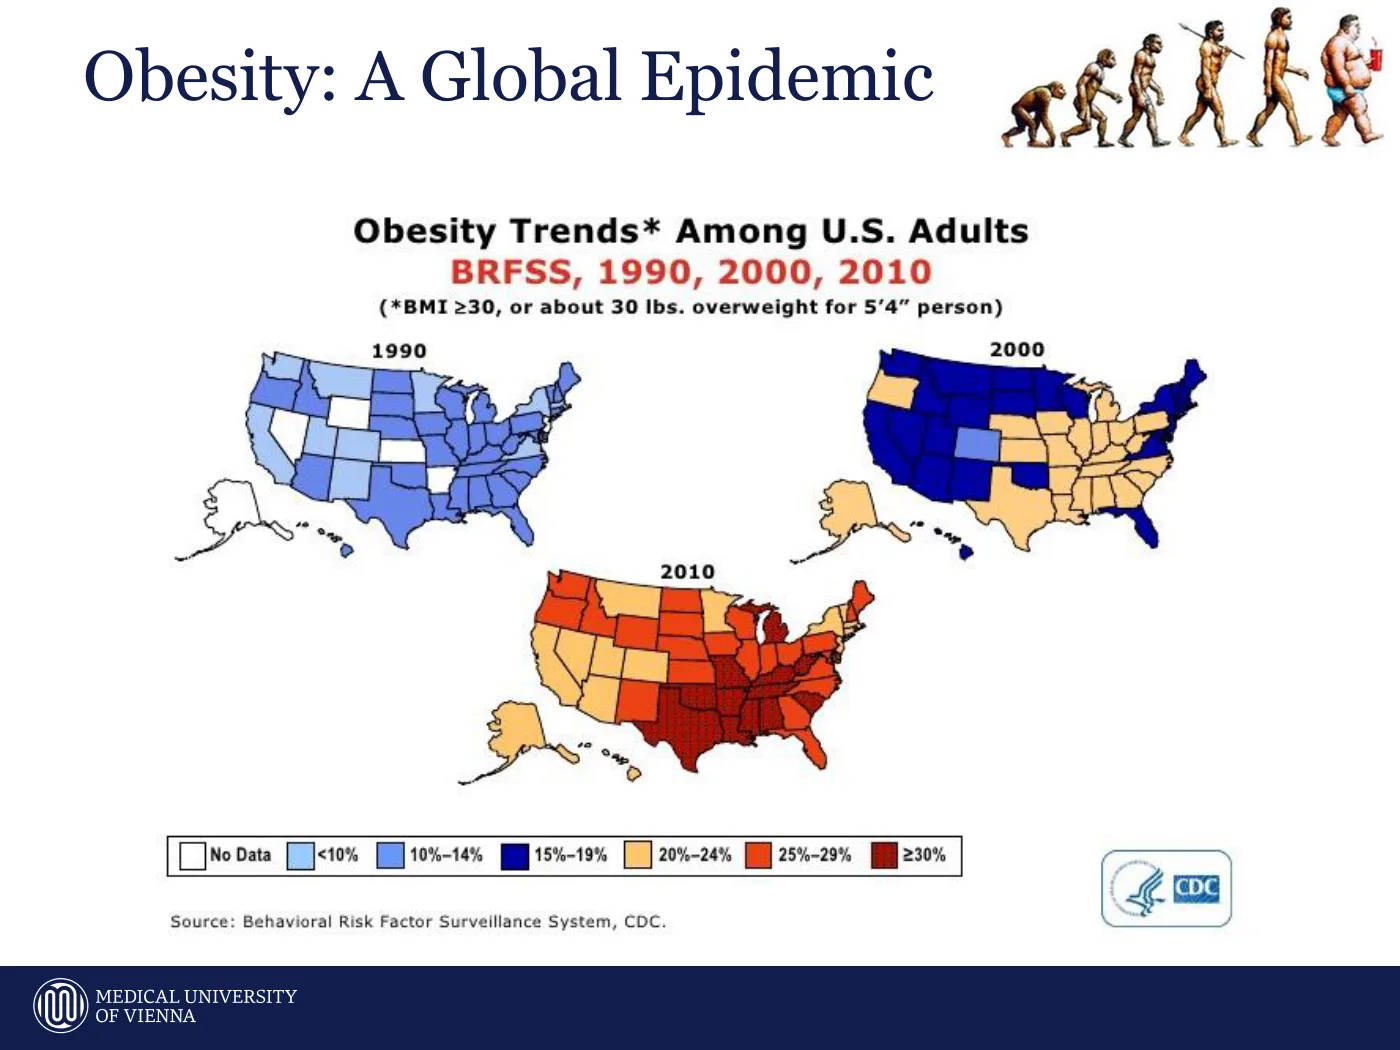 Obesity: A Global Epidemic
Obesity Trends* Among U.S. Adults
BRFSS, 1990, 2000, 2010
(*BMI ≥30, or about 30 lbs. overweight for 5’4” person)
1990
2000
2010
No Data <10% 10%–14% 15%–19% 20%–24% 25%–29% ≥30%
CDC
Source: Behavioral Risk Factor Surveillance System, CDC.
MEDICAL UNIVERSITY
OF VIENNA